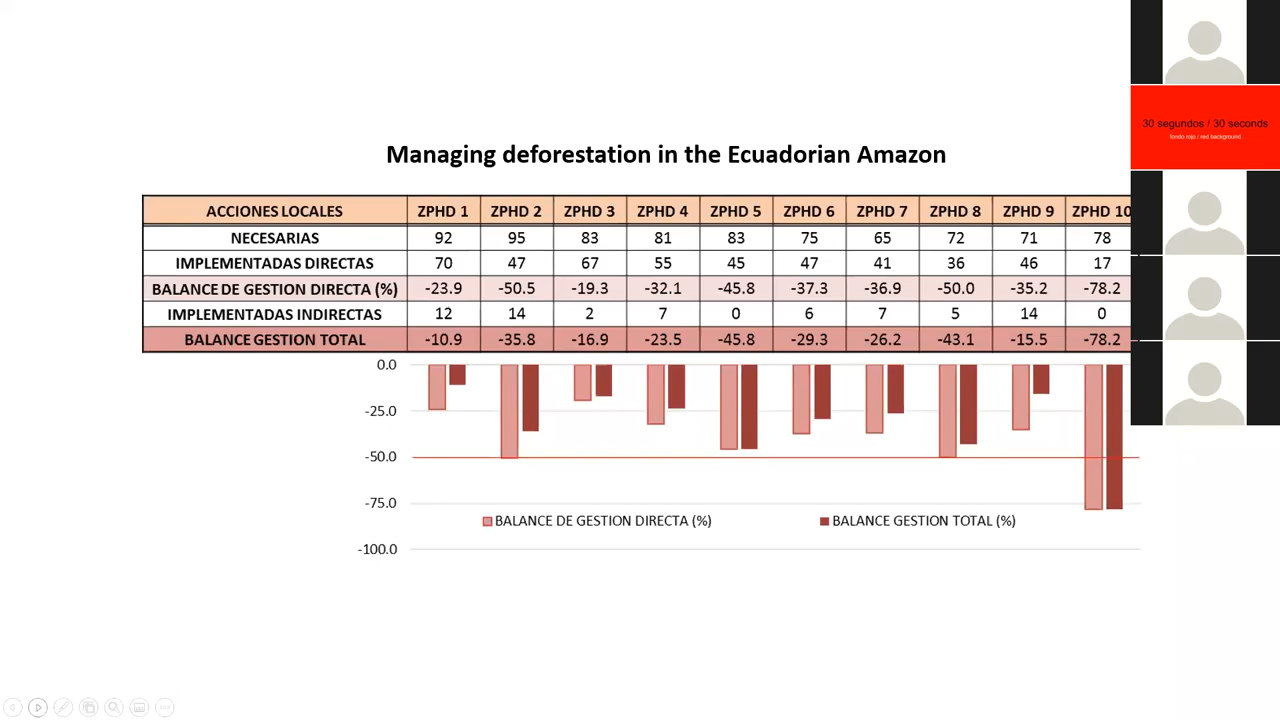 30 segundos / 30 seconds
fondo rojo / red background
Managing deforestation in the Ecuadorian Amazon
ACCIONES LOCALES ZPHD 1 ZPHD 2 ZPHD 3 ZPHD 4 ZPHD 5 ZPHD 6 ZPHD 7 ZPHD 8 ZPHD 9 ZPHD 10
NECESARIAS 92 95 83 81 83 75 65 72 71 78
IMPLEMENTADAS DIRECTAS 70 47 67 55 45 47 41 36 46 17
BALANCE DE GESTION DIRECTA (%) -23.9 -50.5 -19.3 -32.1 -45.8 -37.3 -36.9 -50.0 -35.2 -78.2
IMPLEMENTADAS INDIRECTAS 12 14 2 7 0 6 7 5 14 0
BALANCE GESTION TOTAL -10.9 -35.8 -16.9 -23.5 -45.8 -29.3 -26.2 -43.1 -15.5 -78.2
0.0
-25.0
-50.0
-75.0
BALANCE DE GESTION DIRECTA (%) BALANCE GESTION TOTAL (%)
-100.0